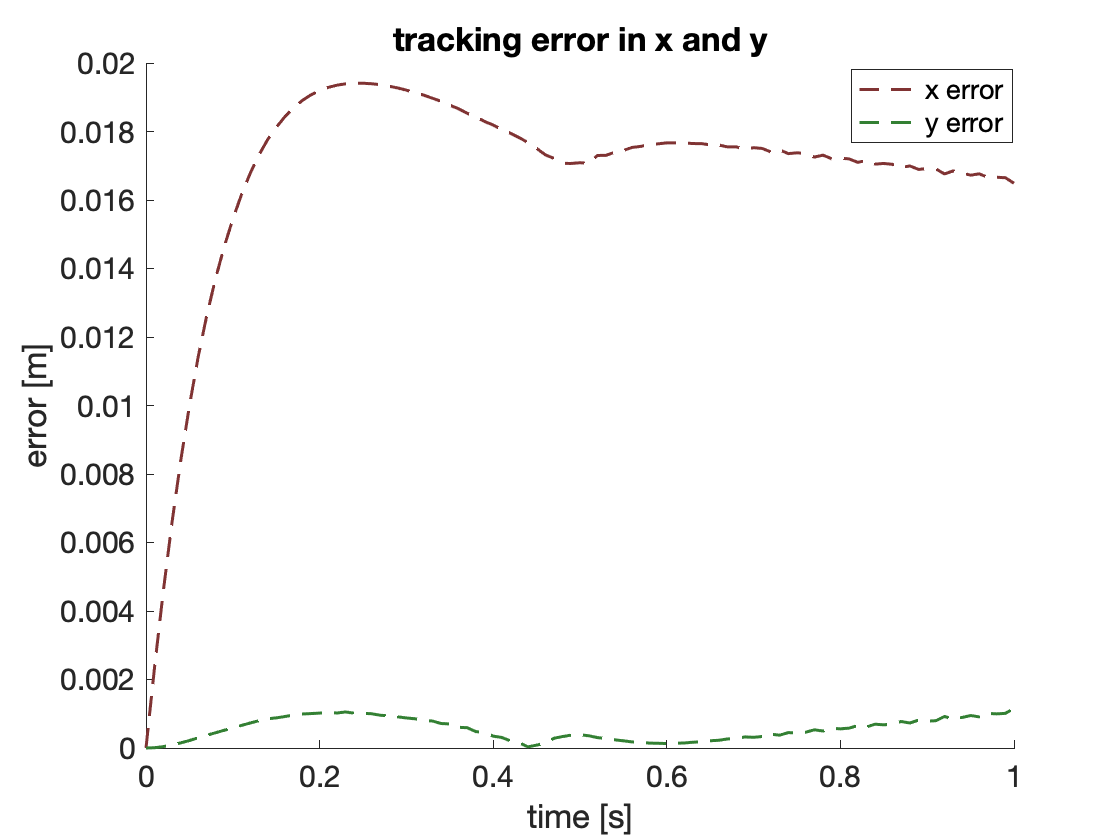 tracking error in x and y
x error
y error
error [m]
0.02
0.018
0.016
0.014
0.012
0.01
0.008
0.006
0.004
0.002
0
0 0.2 0.4 0.6 0.8 1
time [s]